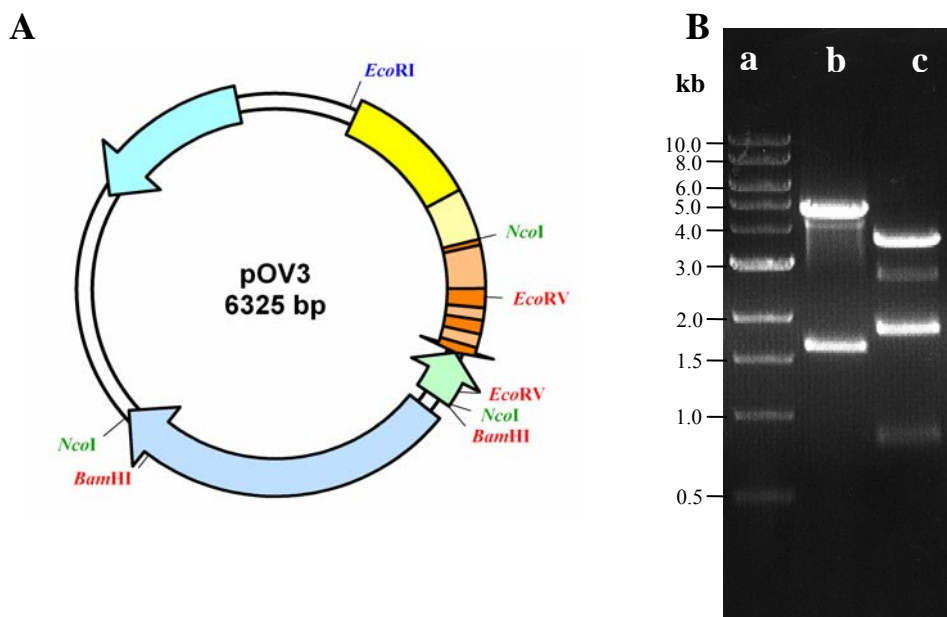 A
EcoRI
NcoI
pOV3
6325 bp
EcoRV
EcoRV
NcoI
BamHI
NcoI
BamHI
B
a b c
kb
10.0
8.0
6.0
5.0
4.0
3.0
2.0
1.5
1.0
0.5